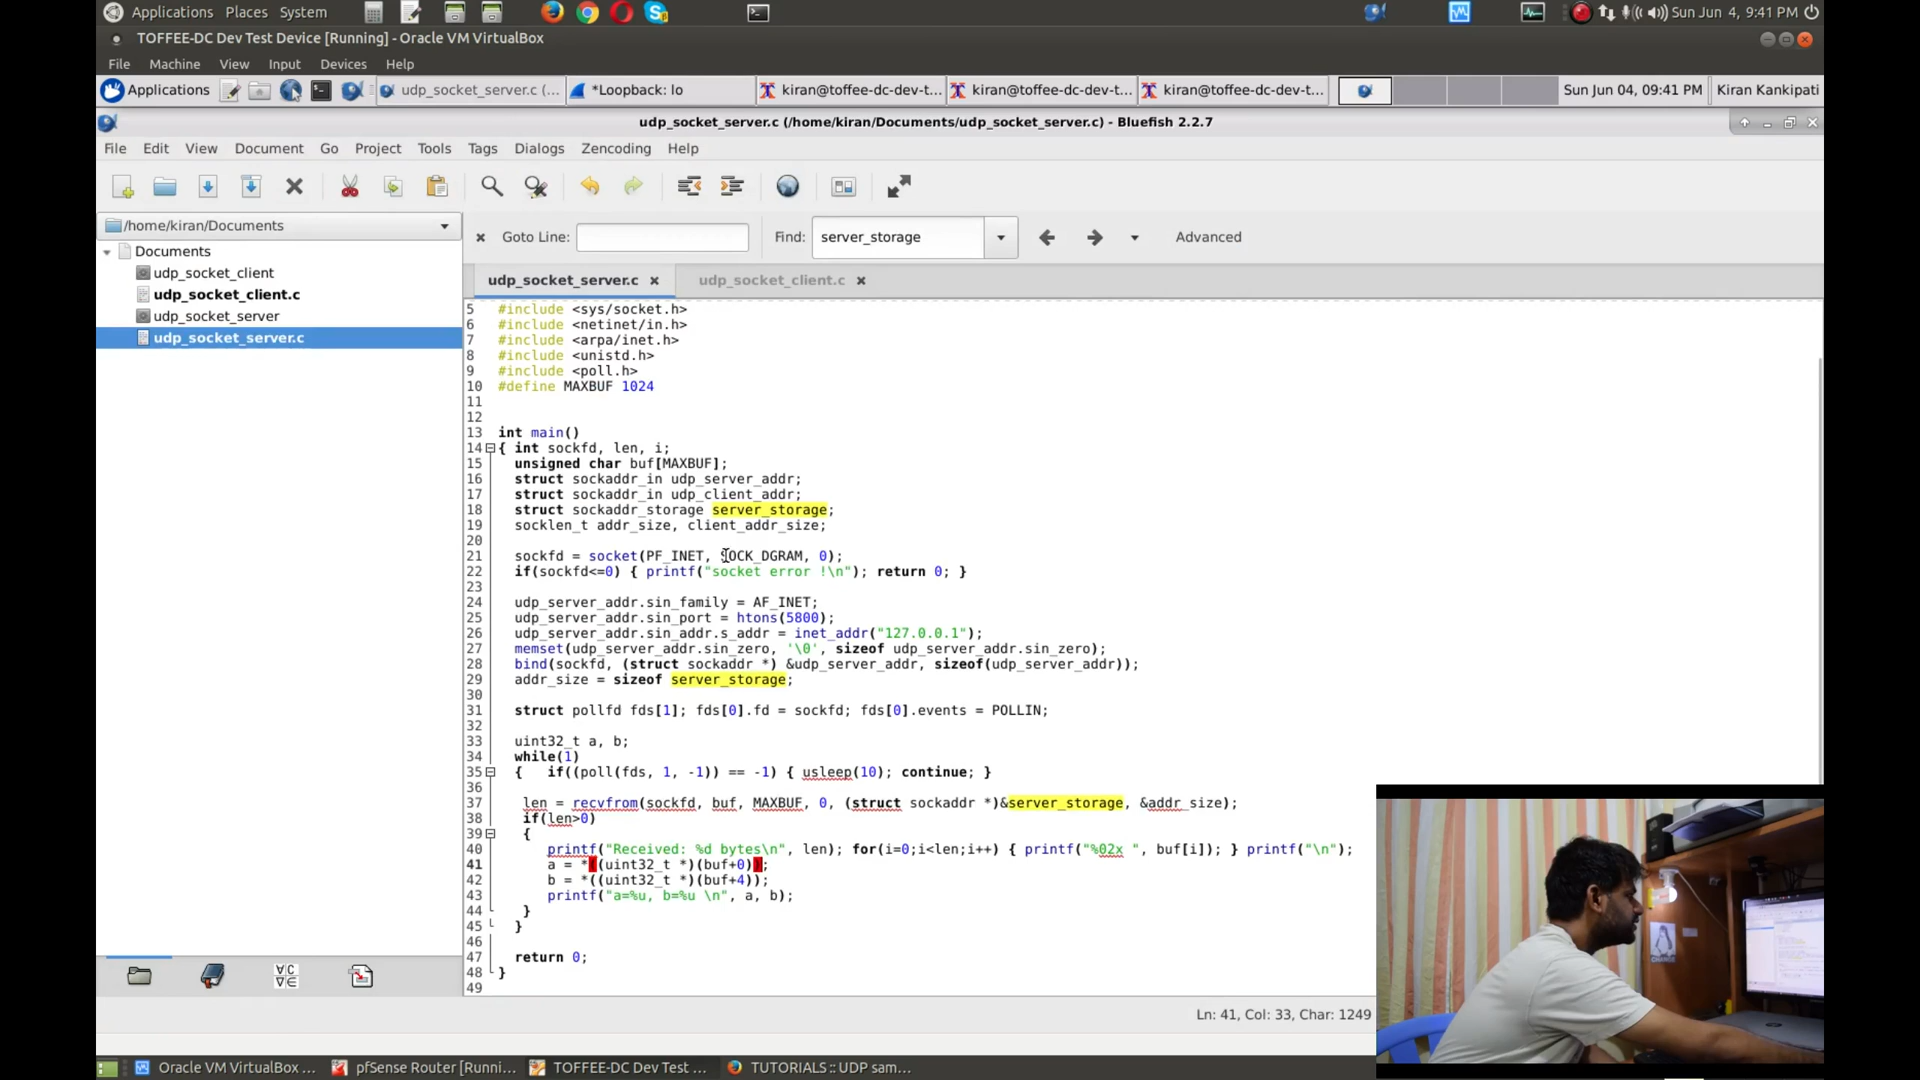 Applications Places System
Sun Jun 4, 9:41 PM
TOFFEE-DC Dev Test Device [Running] - Oracle VM VirtualBox
File Machine View Input Devices Help
Applications
udp_socket_server.c (...
*Loopback: lo
kiran@toffee-dc-dev-t...
kiran@toffee-dc-dev-t...
kiran@toffee-dc-dev-t...
Sun Jun 04, 09:41 PM
Kiran Kankipati
udp_socket_server.c (/home/kiran/Documents/udp_socket_server.c) - Bluefish 2.2.7
File Edit View Document Go Project Tools Tags Dialogs Zencoding Help
/home/kiran/Documents
Documents
udp_socket_client
udp_socket_client.c
udp_socket_server
udp_socket_server.c
Goto Line:
Find: server_storage
Advanced
udp_socket_server.c
udp_socket_client.c
5 #include <sys/socket.h>
6 #include <netinet/in.h>
7 #include <arpa/inet.h>
8 #include <unistd.h>
9 #include <poll.h>
10 #define MAXBUF 1024
11
12
13 int main()
14 { int sockfd, len, i;
15 unsigned char buf[MAXBUF];
16 struct sockaddr_in udp_server_addr;
17 struct sockaddr_in udp_client_addr;
18 struct sockaddr_storage server_storage;
19 socklen_t addr_size, client_addr_size;
20
21 sockfd = socket(PF_INET, SOCK_DGRAM, 0);
22 if(sockfd<=0) { printf("socket error !\n"); return 0; }
23
24 udp_server_addr.sin_family = AF_INET;
25 udp_server_addr.sin_port = htons(5800);
26 udp_server_addr.sin_addr.s_addr = inet_addr("127.0.0.1");
27 memset(udp_server_addr.sin_zero, '\0', sizeof udp_server_addr.sin_zero);
28 bind(sockfd, (struct sockaddr *) &udp_server_addr, sizeof(udp_server_addr));
29 addr_size = sizeof server_storage;
30
31 struct pollfd fds[1]; fds[0].fd = sockfd; fds[0].events = POLLIN;
32
33 uint32_t a, b;
34 while(1)
35 { if((poll(fds, 1, -1)) == -1) { usleep(10); continue; }
36
37 len = recvfrom(sockfd, buf, MAXBUF, 0, (struct sockaddr *)&server_storage, &addr_size);
38 if(len>0)
39 {
40 printf("Received: %d bytes\n", len); for(i=0;i<len;i++) { printf("%02x ", buf[i]); } printf("\n");
41 a = *((uint32_t *)(buf+0));
42 b = *((uint32_t *)(buf+4));
43 printf("a=%u, b=%u \n", a, b);
44 }
45 }
46
47 return 0;
48 }
49
Ln: 41, Col: 33, Char: 1249
Oracle VM VirtualBox ...
pfSense Router [Runni...
TOFFEE-DC Dev Test ...
TUTORIALS :: UDP sam...